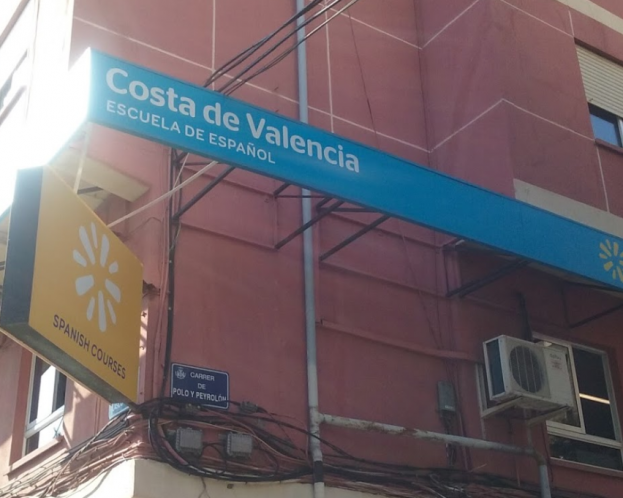 Costa de Valencia
ESCUELA DE ESPAÑOL
SPANISH COURSES
CARRER
DE
POLO Y PEYROLÓN